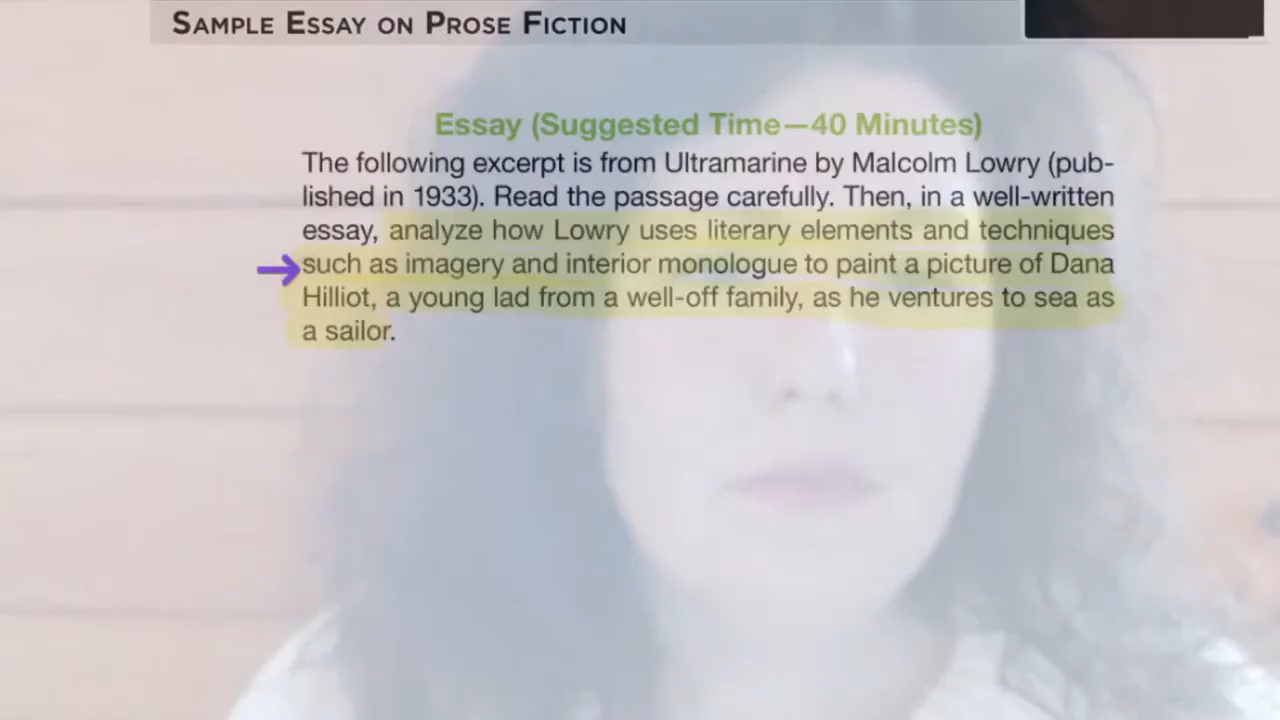 SAMPLE ESSAY ON PROSE FICTION
Essay (Suggested Time—40 Minutes)
The following excerpt is from Ultramarine by Malcolm Lowry (pub-
lished in 1933). Read the passage carefully. Then, in a well-written
essay, analyze how Lowry uses literary elements and techniques
such as imagery and interior monologue to paint a picture of Dana
Hilliot, a young lad from a well-off family, as he ventures to sea as
a sailor.